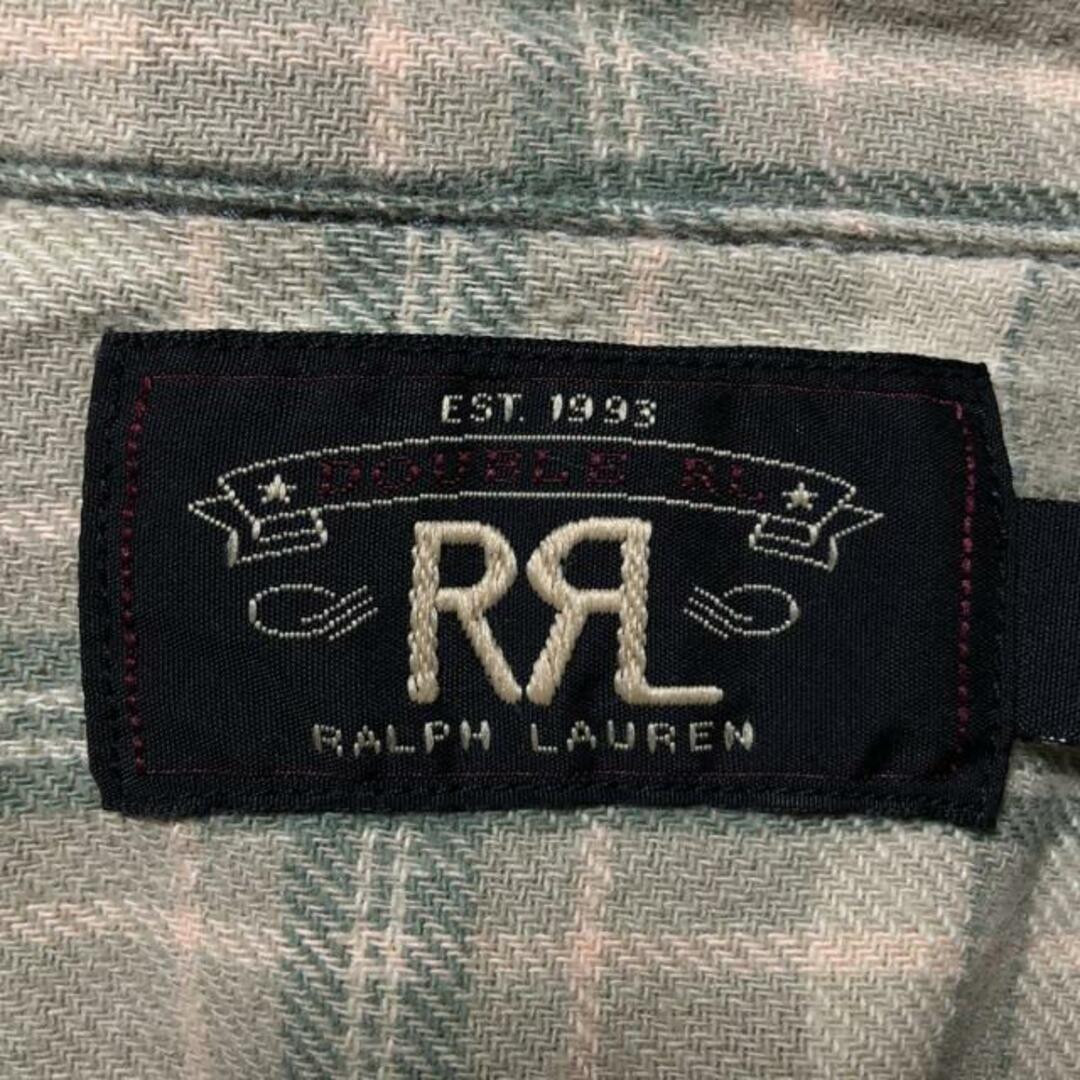 EST. 1993
DOUBLE RL
RRL
RALPH LAUREN